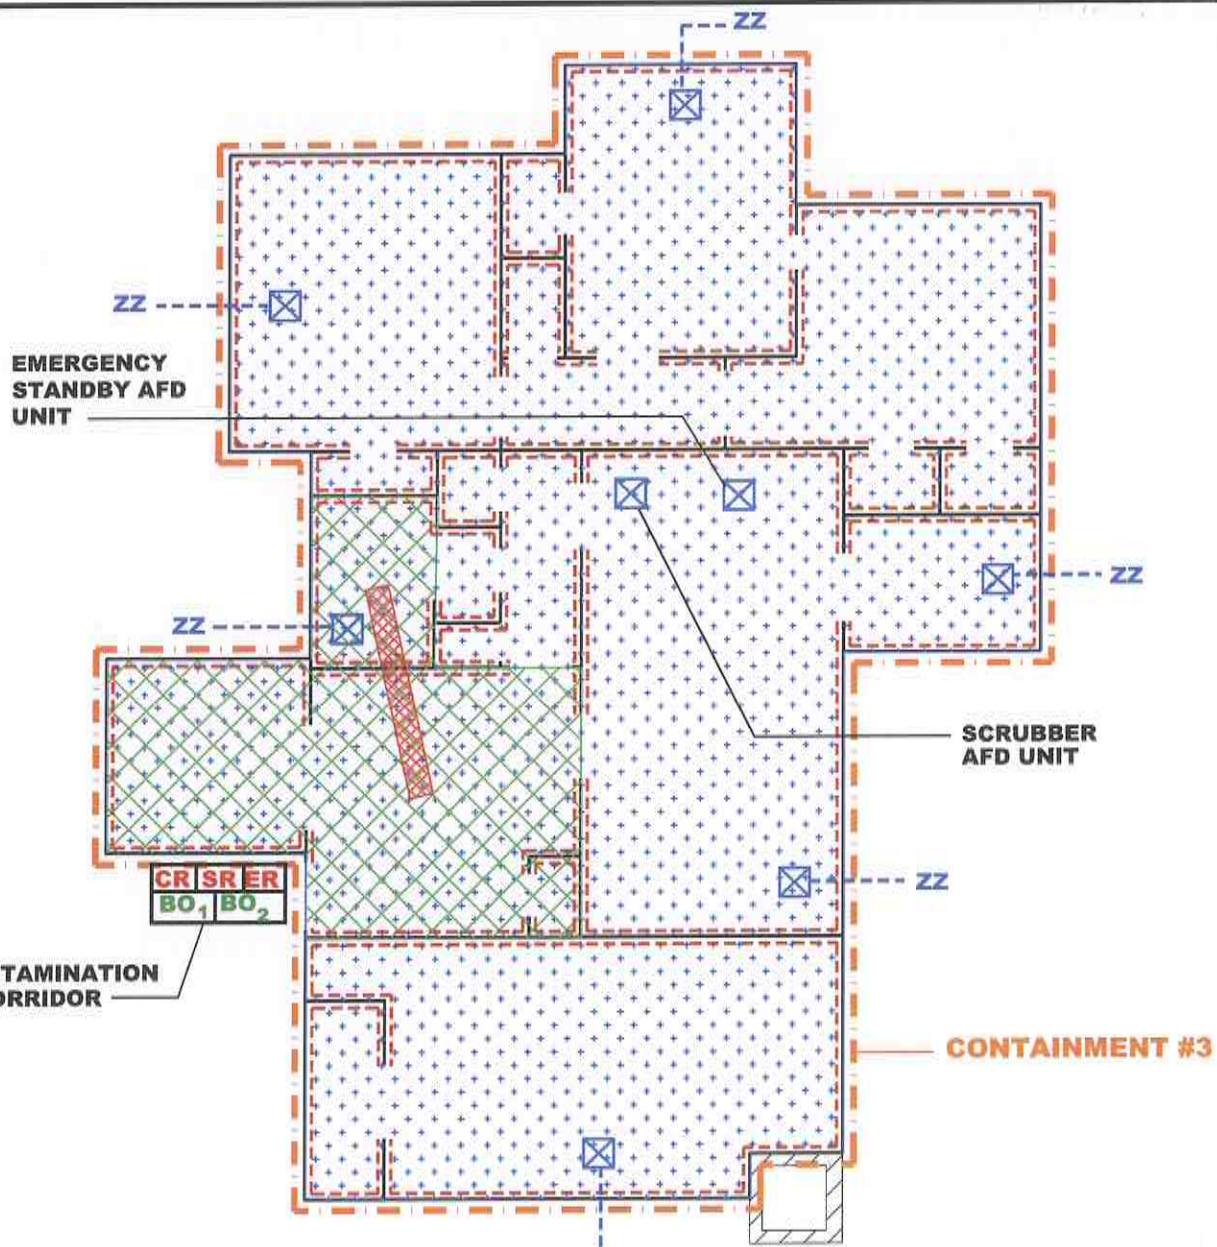 ZZ
ZZ
EMERGENCY
STANDBY AFD
UNIT
ZZ
ZZ
SCRUBBER
AFD UNIT
ZZ
CR SR ER
BO1 BO2
TAMINATION
ORRIDOR
CONTAINMENT #3